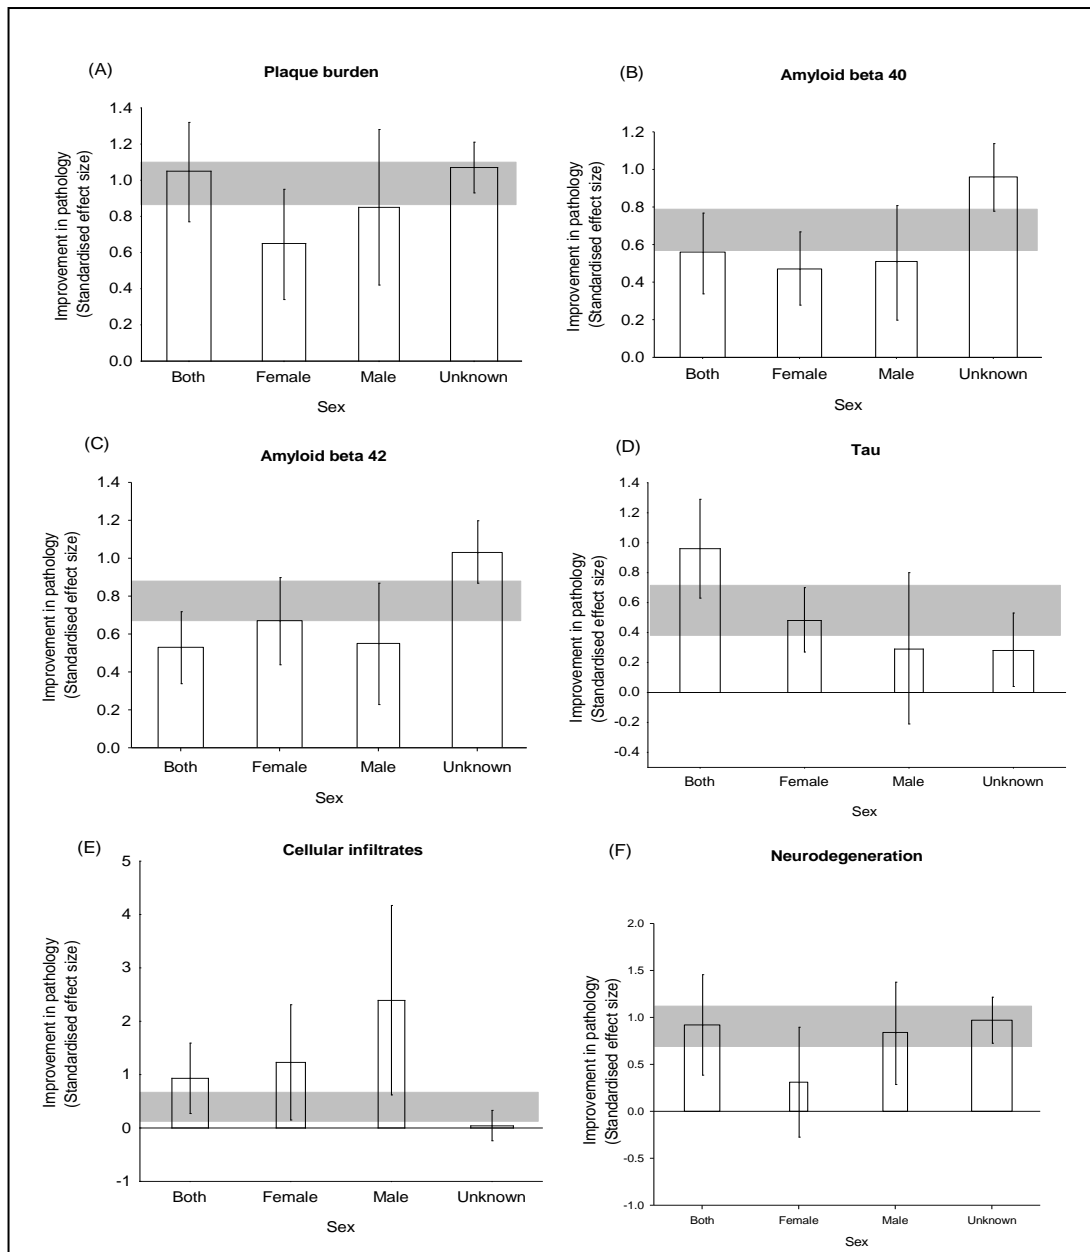 (A)
Plaque burden
Improvement in pathology
(Standardised effect size)
1.4
1.2
1.0
0.8
0.6
0.4
0.2
0.0
Both Female Male Unknown
Sex
(B)
Amyloid beta 40
Improvement in pathology
(Standardised effect size)
1.2
1.0
0.8
0.6
0.4
0.2
0.0
Both Female Male Unknown
Sex
(C)
Amyloid beta 42
Improvement in pathology
(Standardised effect size)
1.4
1.2
1.0
0.8
0.6
0.4
0.2
0.0
Both Female Male Unknown
Sex
(D)
Tau
Improvement in pathology
(Standardised effect size)
1.4
1.2
1.0
0.8
0.6
0.4
0.2
0.0
-0.2
-0.4
Both Female Male Unknown
Sex
(E)
Cellular infiltrates
Improvement in pathology
(Standardised effect size)
5
4
3
2
1
0
-1
Both Female Male Unknown
Sex
(F)
Neurodegeneration
Improvement in pathology
(Standardised effect size)
2.0
1.5
1.0
0.5
0.0
-0.5
-1.0
Both Female Male Unknown
Sex